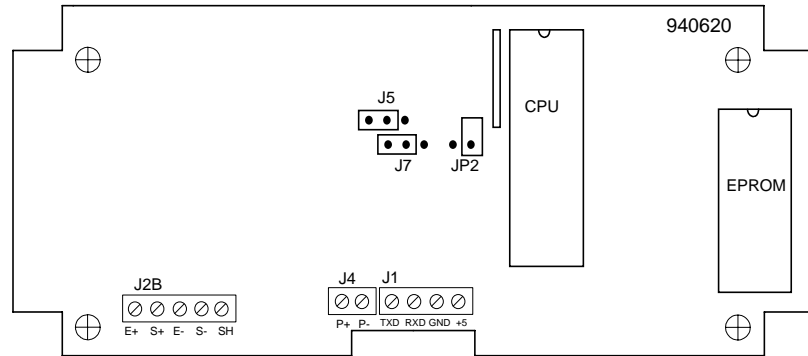 940620
J5
CPU
J7 JP2
EPROM
J2B J4 J1
E+ S+ E- S- SH P+ P- TXD RXD GND +5